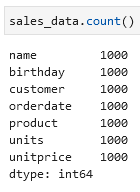 sales_data.count()
name 1000
birthday 1000
customer 1000
orderdate 1000
product 1000
units 1000
unitprice 1000
dtype: int64